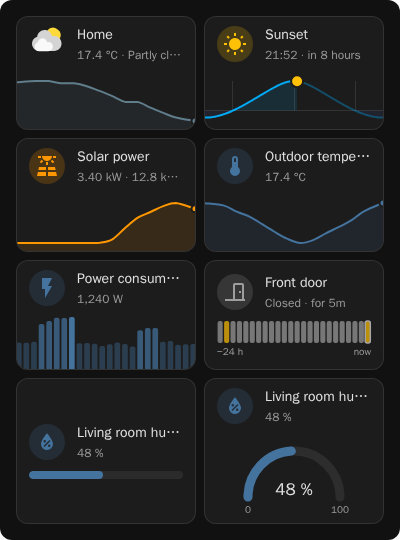 Home
17.4 °C · Partly cl···
Sunset
21:52 · in 8 hours
Solar power
3.40 kW · 12.8 k···
Outdoor tempe···
17.4 °C
Power consum···
1,240 W
Front door
Closed · for 5m
−24 h
now
Living room hu···
48 %
Living room hu···
48 %
48 %
0
100